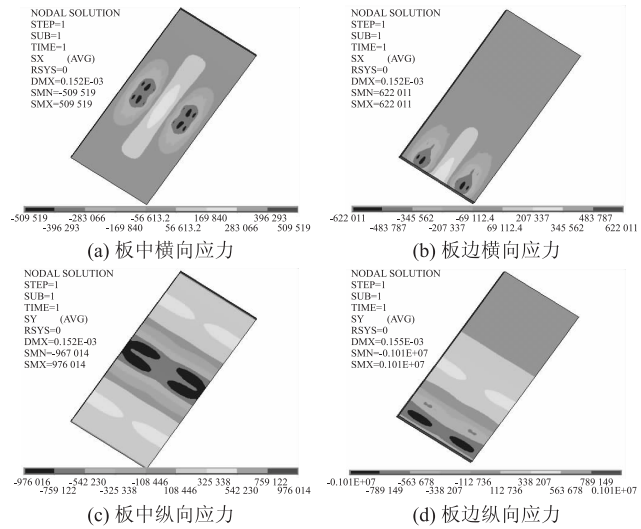 NODAL SOLUTION
STEP=1
SUB=1
TIME=1
SX (AVG)
RSYS=0
DMX=0.152E-03
SMN=-509 519
SMX=509 519
-509 519 -283 066 -56 613.2 169 840 396 293
-396 293 -169 840 56 613.2 283 066 509 519
(a) 板中横向应力
NODAL SOLUTION
STEP=1
SUB=1
TIME=1
SX (AVG)
RSYS=0
DMX=0.152E-03
SMN=622 011
SMX=622 011
-622 011 -345 562 -69 112.4 207 337 483 787
-483 787 -207 337 69 112.4 345 562 622 011
(b) 板边横向应力
NODAL SOLUTION
STEP=1
SUB=1
TIME=1
SY (AVG)
RSYS=0
DMX=0.152E-03
SMN=-967 014
SMX=976 014
-976 016 -542 230 -108 446 325 338 759 122
-759 122 -325 338 108 446 542 230 976 014
(c) 板中纵向应力
NODAL SOLUTION
STEP=1
SUB=1
TIME=1
SY (AVG)
RSYS=0
DMX=0.155E-03
SMN=-0.101E+07
SMX=0.101E+07
-0.101E+07 -563 678 -112 736 338 207 789 149
-789 149 -338 207 112 736 563 678 0.101E+07
(d) 板边纵向应力